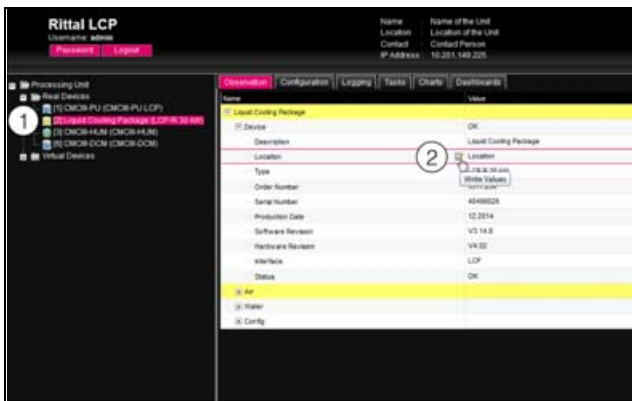 Rittal LCP
Username: admin
Password Logout
Name : Name of the Unit
Location : Location of the Unit
Contact : Contact Person
IP Address : 10.201.149.225
Processing Unit
Real Devices
[1] CMCIII-PU (CMCIII-PU LCP)
[2] Liquid Cooling Package (LCP-R 30 kW)
[3] CMCIII-HUM (CMCIII-HUM)
CMCIII-DCM (CMCIII-DCM)
Virtual Devices
1
Observation Configuration Logging Tasks Charts Dashboards
Name Value
Liquid Cooling Package
Device OK
Description Liquid Cooling Package
Location 2 Location
Type
Write Values
Order Number
Serial Number
Production Date 12.2014
Software Revision
Hardware Revision V4.02
Interface LCP
Status OK
Air
Water
Config